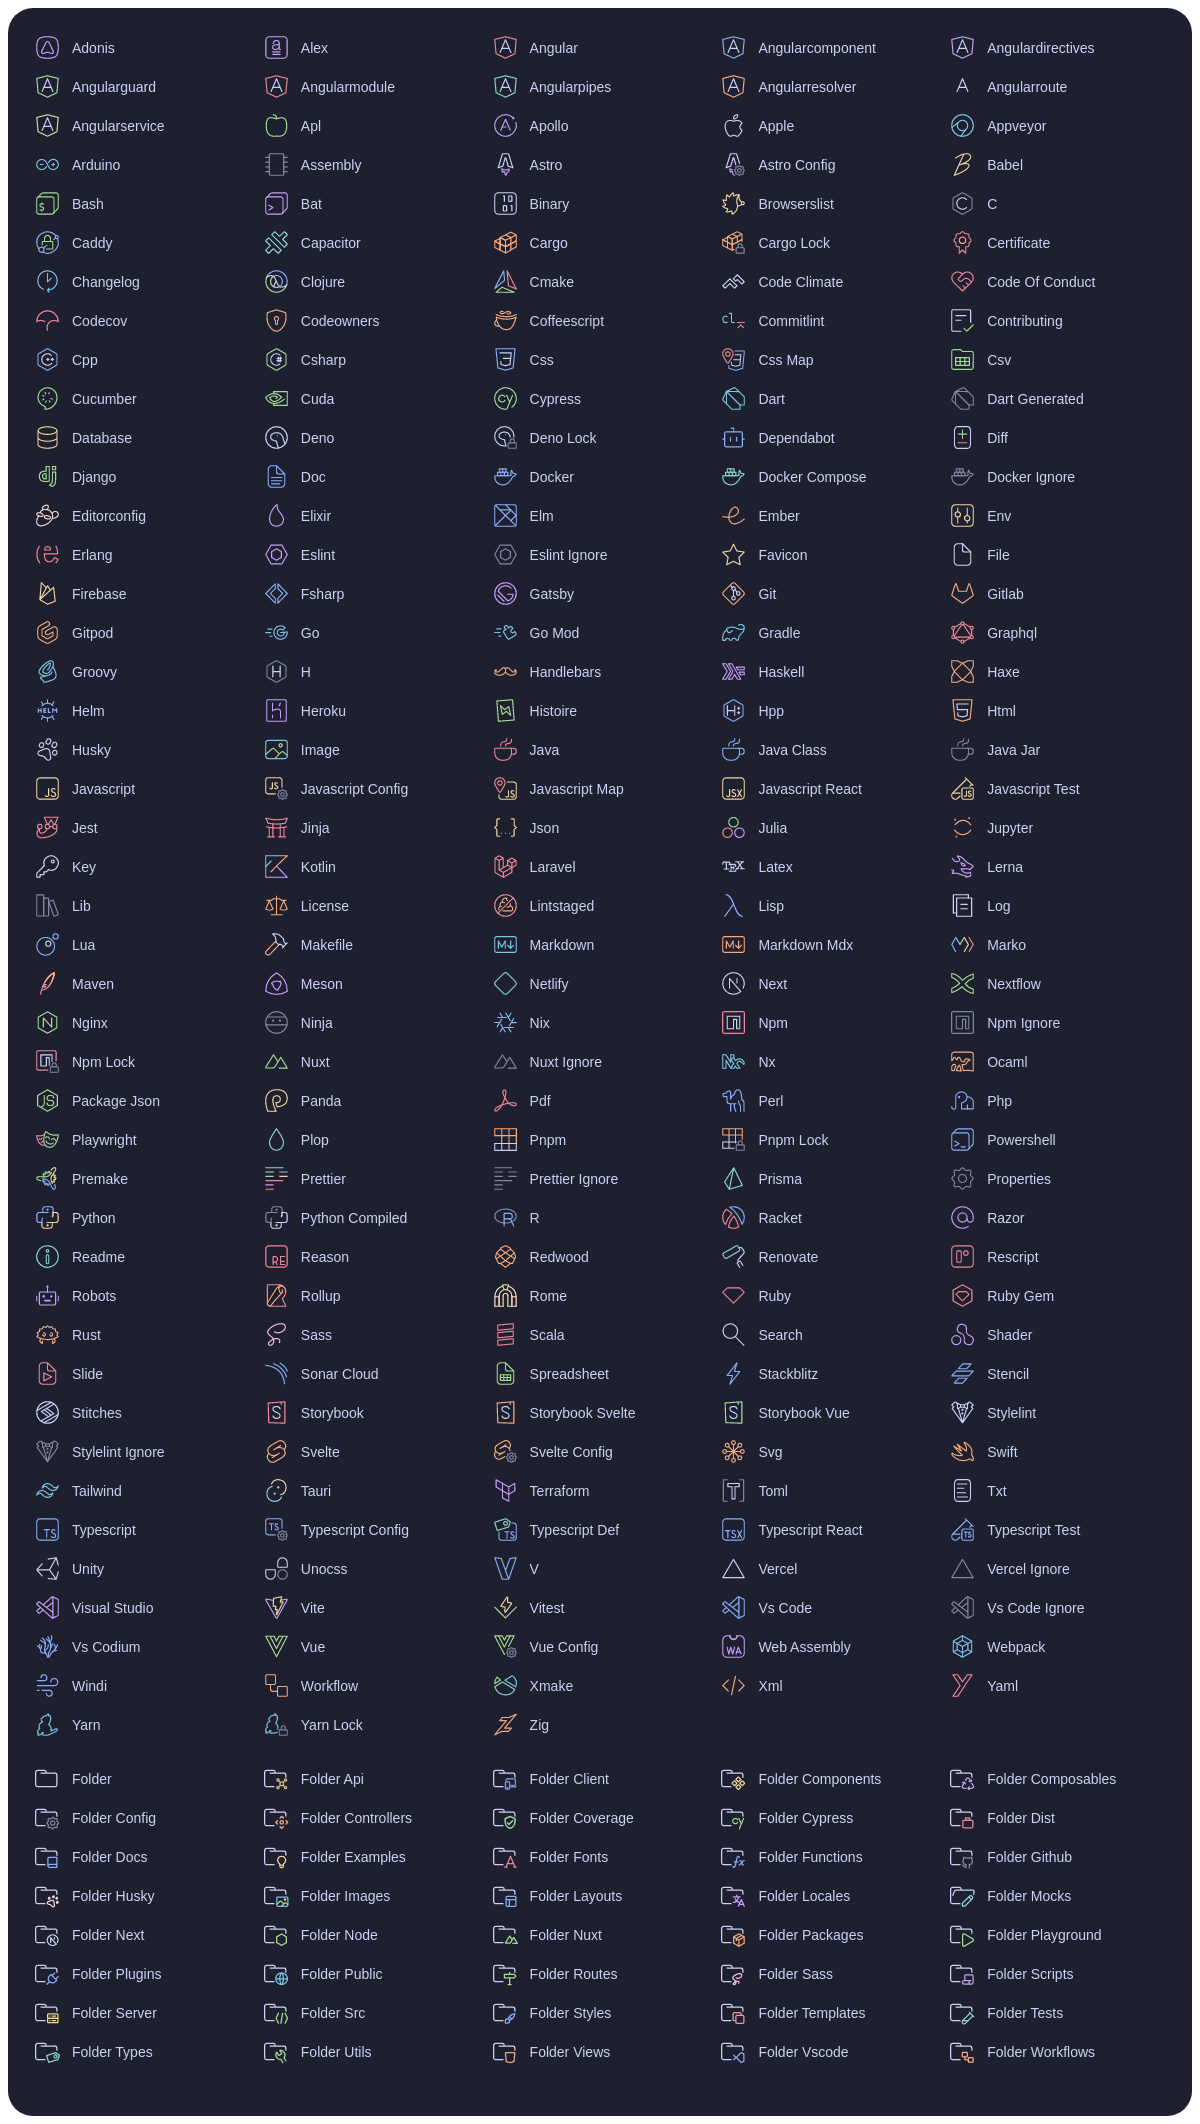 Adonis Alex Angular Angularcomponent Angulardirectives
Angularguard Angularmodule Angularpipes Angularresolver Angularroute
Angularservice Apl Apollo Apple Appveyor
Arduino Assembly Astro Astro Config Babel
Bash Bat Binary Browserslist C
Caddy Capacitor Cargo Cargo Lock Certificate
Changelog Clojure Cmake Code Climate Code Of Conduct
Codecov Codeowners Coffeescript Commitlint Contributing
Cpp Csharp Css Css Map Csv
Cucumber Cuda Cypress Dart Dart Generated
Database Deno Deno Lock Dependabot Diff
Django Doc Docker Docker Compose Docker Ignore
Editorconfig Elixir Elm Ember Env
Erlang Eslint Eslint Ignore Favicon File
Firebase Fsharp Gatsby Git Gitlab
Gitpod Go Go Mod Gradle Graphql
Groovy H Handlebars Haskell Haxe
Helm Heroku Histoire Hpp Html
Husky Image Java Java Class Java Jar
Javascript Javascript Config Javascript Map Javascript React Javascript Test
Jest Jinja Json Julia Jupyter
Key Kotlin Laravel Latex Lerna
Lib License Lintstaged Lisp Log
Lua Makefile Markdown Markdown Mdx Marko
Maven Meson Netlify Next Nextflow
Nginx Ninja Nix Npm Npm Ignore
Npm Lock Nuxt Nuxt Ignore Nx Ocaml
Package Json Panda Pdf Perl Php
Playwright Plop Pnpm Pnpm Lock Powershell
Premake Prettier Prettier Ignore Prisma Properties
Python Python Compiled R Racket Razor
Readme Reason Redwood Renovate Rescript
Robots Rollup Rome Ruby Ruby Gem
Rust Sass Scala Search Shader
Slide Sonar Cloud Spreadsheet Stackblitz Stencil
Stitches Storybook Storybook Svelte Storybook Vue Stylelint
Stylelint Ignore Svelte Svelte Config Svg Swift
Tailwind Tauri Terraform Toml Txt
Typescript Typescript Config Typescript Def Typescript React Typescript Test
Unity Unocss V Vercel Vercel Ignore
Visual Studio Vite Vitest Vs Code Vs Code Ignore
Vs Codium Vue Vue Config Web Assembly Webpack
Windi Workflow Xmake Xml Yaml
Yarn Yarn Lock Zig
Folder Folder Api Folder Client Folder Components Folder Composables
Folder Config Folder Controllers Folder Coverage Folder Cypress Folder Dist
Folder Docs Folder Examples Folder Fonts Folder Functions Folder Github
Folder Husky Folder Images Folder Layouts Folder Locales Folder Mocks
Folder Next Folder Node Folder Nuxt Folder Packages Folder Playground
Folder Plugins Folder Public Folder Routes Folder Sass Folder Scripts
Folder Server Folder Src Folder Styles Folder Templates Folder Tests
Folder Types Folder Utils Folder Views Folder Vscode Folder Workflows